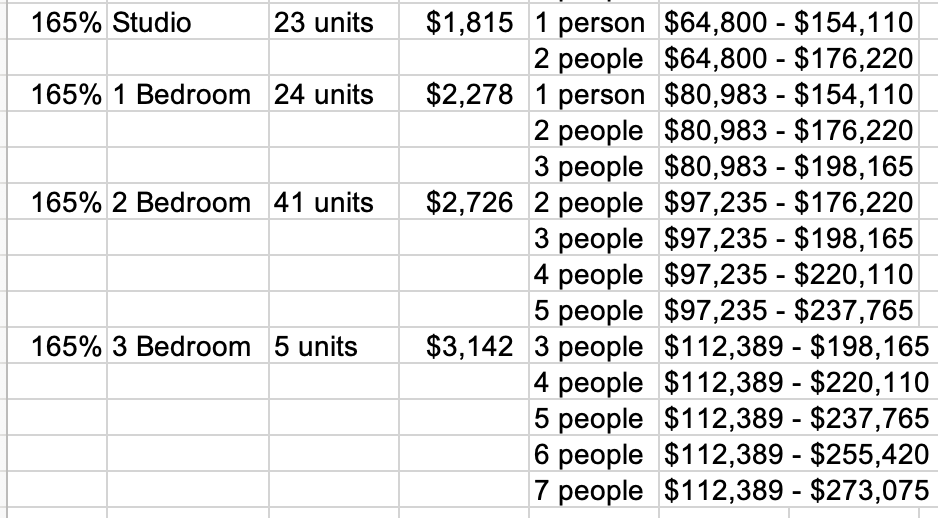 165% Studio 23 units $1,815 1 person $64,800 - $154,110
2 people $64,800 - $176,220
165% 1 Bedroom 24 units $2,278 1 person $80,983 - $154,110
2 people $80,983 - $176,220
3 people $80,983 - $198,165
165% 2 Bedroom 41 units $2,726 2 people $97,235 - $176,220
3 people $97,235 - $198,165
4 people $97,235 - $220,110
5 people $97,235 - $237,765
165% 3 Bedroom 5 units $3,142 3 people $112,389 - $198,165
4 people $112,389 - $220,110
5 people $112,389 - $237,765
6 people $112,389 - $255,420
7 people $112,389 - $273,075